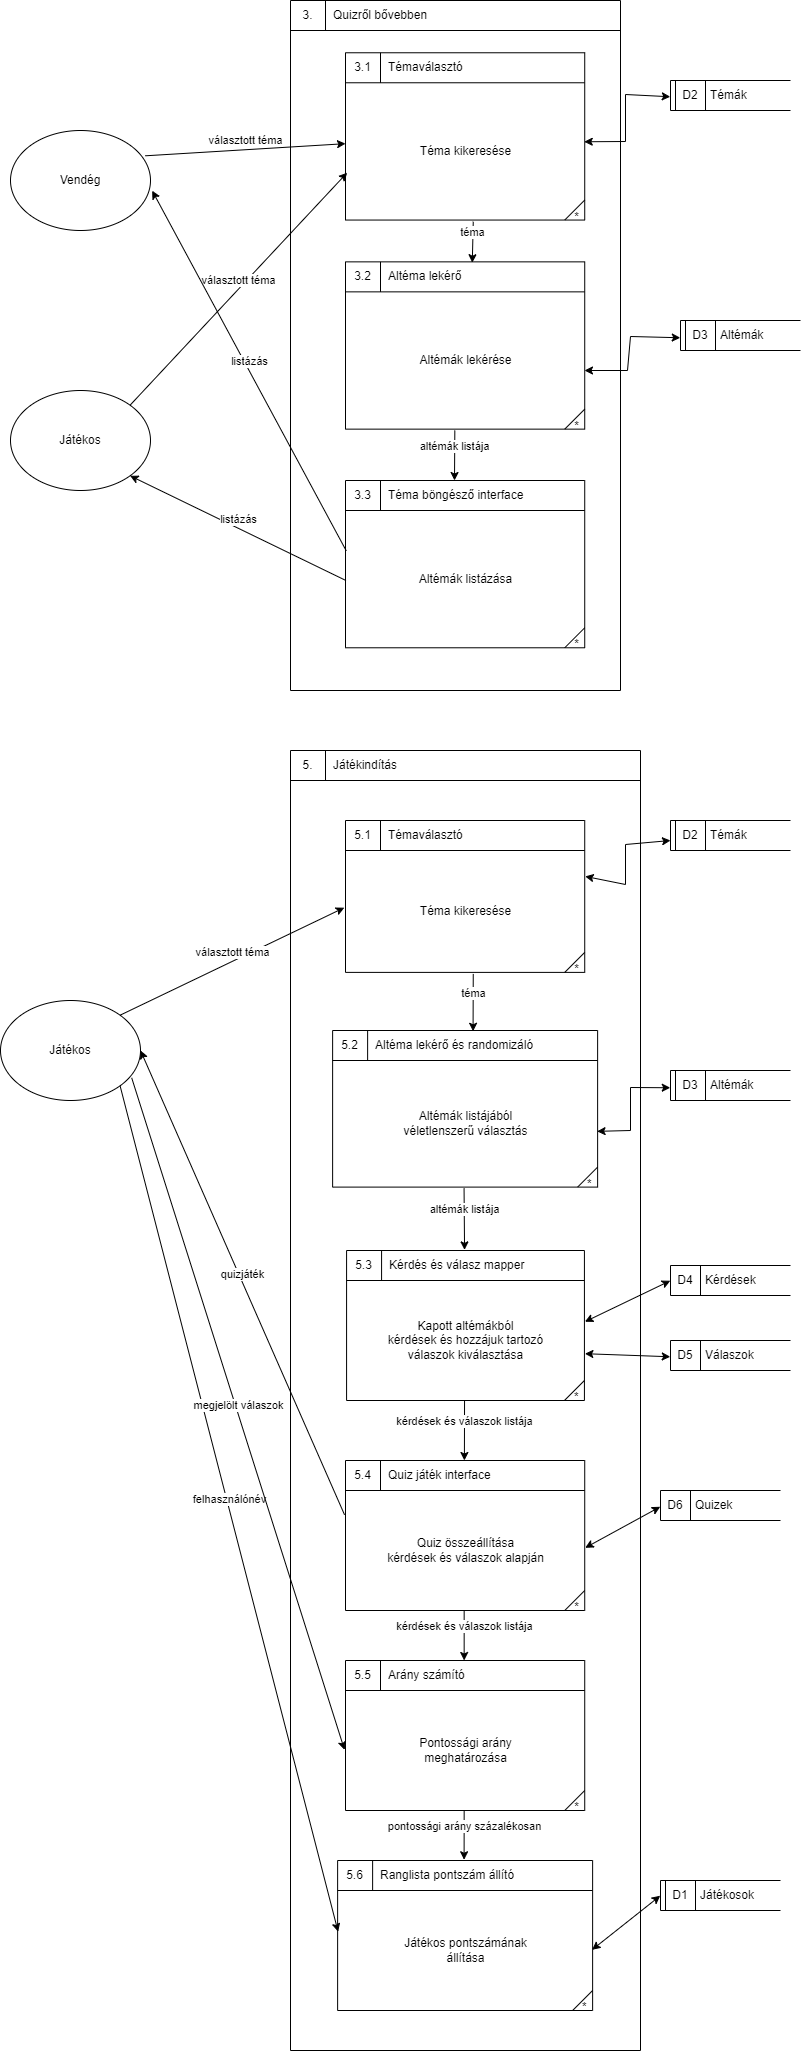 3. Quizről bővebben
3.1 Témaválasztó
D2 Témák
választott téma
Téma kikeresése
Vendég
*
téma
3.2 Altéma lekérő
választott téma
D3 Altémák
listázás
Altémák lekérése
*
Játékos
altémák listája
3.3 Téma böngésző interface
listázás
Altémák listázása
*
5. Játékindítás
5.1 Témaválasztó
D2 Témák
Téma kikeresése
választott téma
*
téma
5.2 Altéma lekérő és randomizáló
Játékos
D3 Altémák
Altémák listájából
véletlenszerű választás
*
altémák listája
5.3 Kérdés és válasz mapper
quizjáték
D4 Kérdések
Kapott altémákból
kérdések és hozzájuk tartozó
válaszok kiválasztása
D5 Válaszok
*
megjelölt válaszok
kérdések és válaszok listája
5.4 Quiz játék interface
felhasználónév
D6 Quizek
Quiz összeállítása
kérdések és válaszok alapján
*
kérdések és válaszok listája
5.5 Arány számító
Pontossági arány
meghatározása
*
pontossági arány százalékosan
5.6 Ranglista pontszám állító
D1 Játékosok
Játékos pontszámának
állítása
*